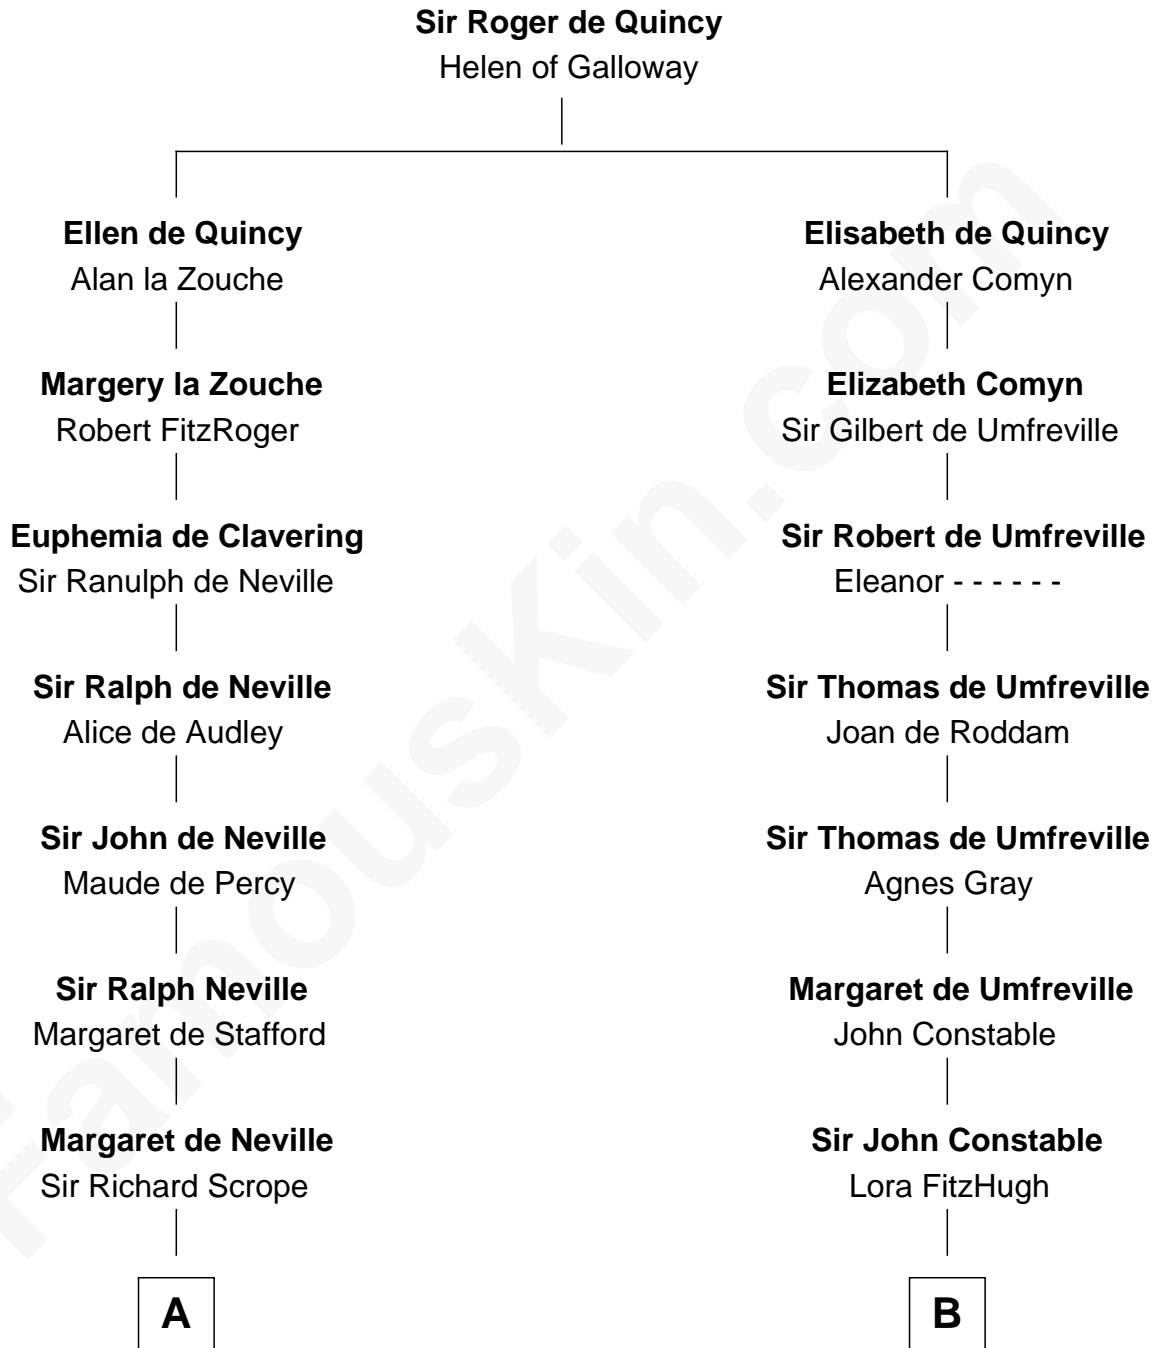 Sir Roger de Quincy
Helen of Galloway
Ellen de Quincy
Alan la Zouche
Elisabeth de Quincy
Alexander Comyn
Margery la Zouche
Robert FitzRoger
Elizabeth Comyn
Sir Gilbert de Umfreville
Euphemia de Clavering
Sir Ranulph de Neville
Sir Robert de Umfreville
Eleanor - - - - - -
Sir Ralph de Neville
Alice de Audley
Sir Thomas de Umfreville
Joan de Roddam
Sir John de Neville
Maude de Percy
Sir Thomas de Umfreville
Agnes Gray
Sir Ralph Neville
Margaret de Stafford
Margaret de Umfreville
John Constable
Margaret de Neville
Sir Richard Scrope
Sir John Constable
Lora FitzHugh
A
B
FamousKin.com